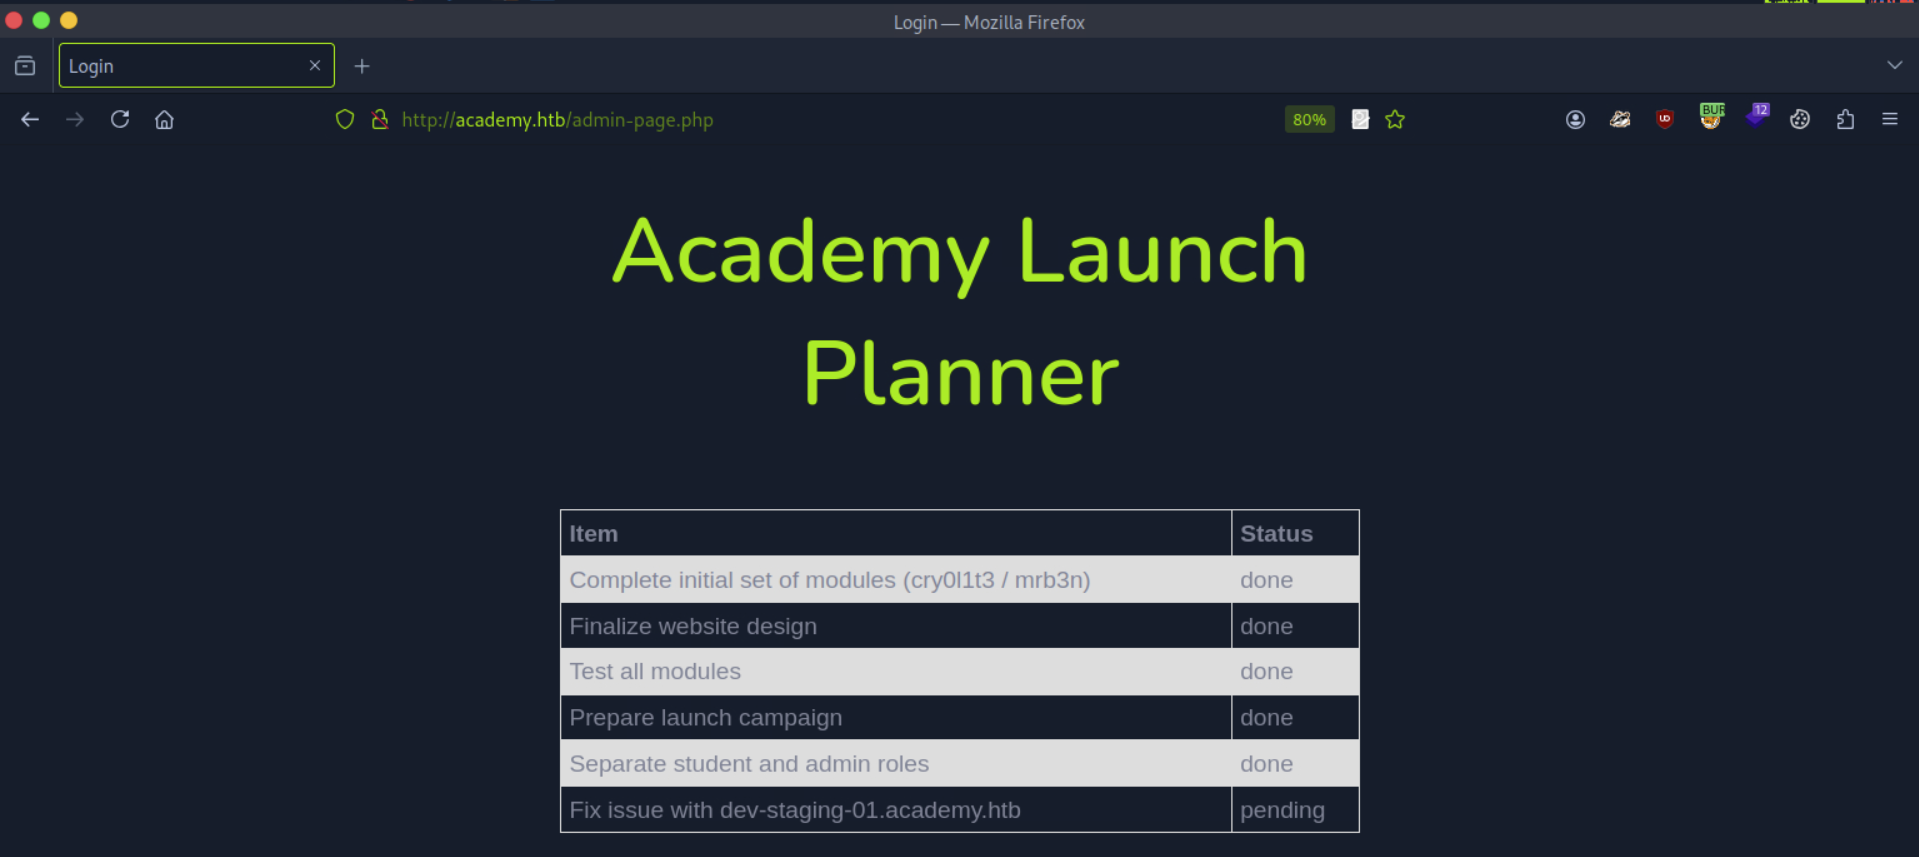 Login — Mozilla Firefox
Login
http://academy.htb/admin-page.php
80%
UD
BUR
12
Academy Launch
Planner
Item Status
Complete initial set of modules (cry0l1t3 / mrb3n) done
Finalize website design done
Test all modules done
Prepare launch campaign done
Separate student and admin roles done
Fix issue with dev-staging-01.academy.htb pending